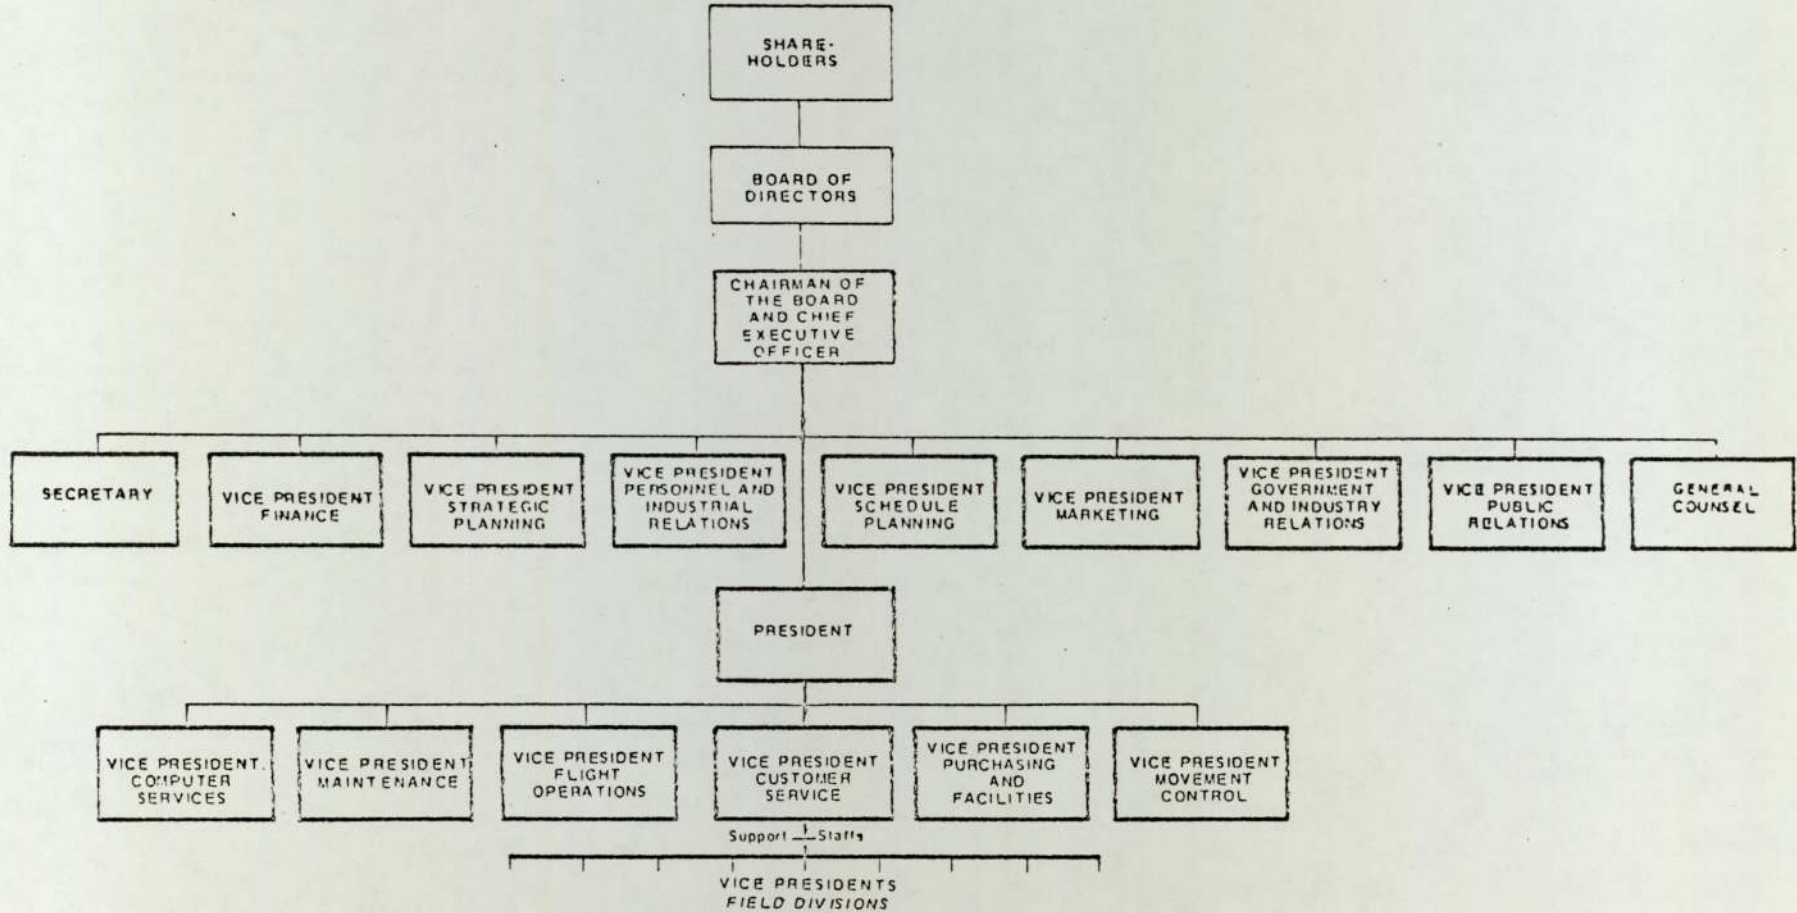 SHARE-
HOLDERS
BOARD OF
DIRECTORS
CHAIRMAN OF
THE BOARD
AND CHIEF
EXECUTIVE
OFFICER
SECRETARY
VICE PRESIDENT
FINANCE
VICE PRESIDENT
STRATEGIC
PLANNING
VICE PRESIDENT
PERSONNEL AND
INDUSTRIAL
RELATIONS
VICE PRESIDENT
SCHEDULE
PLANNING
VICE PRESIDENT
MARKETING
VICE PRESIDENT
GOVERNMENT
AND INDUSTRY
RELATIONS
VICE PRESIDENT
PUBLIC
RELATIONS
GENERAL
COUNSEL
PRESIDENT
VICE PRESIDENT
COMPUTER
SERVICES
VICE PRESIDENT
MAINTENANCE
VICE PRESIDENT
FLIGHT
OPERATIONS
VICE PRESIDENT
CUSTOMER
SERVICE
VICE PRESIDENT
PURCHASING
AND
FACILITIES
VICE PRESIDENT
MOVEMENT
CONTROL
Support Staffs
VICE PRESIDENTS
FIELD DIVISIONS